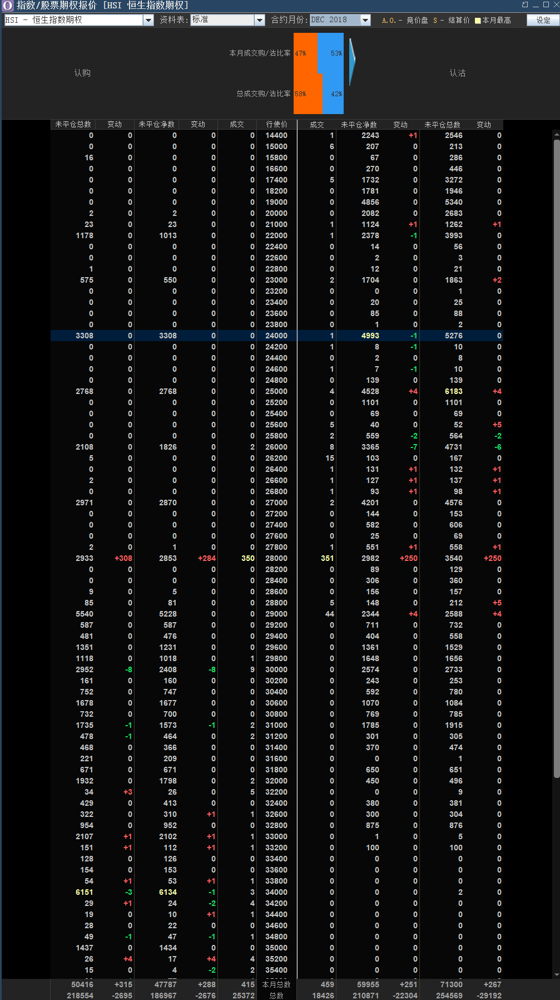 O 指数/股票期权报价 [HSI 恒生指数期权]
HSI - 恒生指数期权 资料表: 标准 合约月份: DEC 2018 A.O.- 竞价盘 S - 结算价 本月最高 设定
本月成交购/沽比率 47% 53%
认购 认沽
总成交购/沽比率 58% 42%
未平仓总数 变动 未平仓净数 变动 成交 行使价 成交 未平仓净数 变动 未平仓总数 变动
0 0 0 0 0 14400 1 2243 +1 2546 0
0 0 0 0 0 15000 6 207 0 213 0
16 0 0 0 0 15800 0 67 0 286 0
0 0 0 0 0 16600 0 270 0 446 0
0 0 0 0 0 17400 5 1732 0 3272 0
0 0 0 0 0 18200 0 1781 0 1946 0
0 0 0 0 0 19000 0 4856 0 5340 0
2 0 2 0 0 20000 0 2082 0 2683 0
23 0 23 0 0 21000 1 1124 +1 1262 +1
1178 0 1013 0 0 22000 1 2378 -1 3993 0
0 0 0 0 0 22400 0 14 0 56 0
0 0 0 0 0 22600 0 2 0 3 0
1 0 0 0 0 22800 0 12 0 21 0
575 0 550 0 0 23000 2 1704 0 1863 +2
0 0 0 0 0 23200 0 0 0 1 0
0 0 0 0 0 23400 0 20 0 25 0
0 0 0 0 0 23600 0 85 0 88 0
0 0 0 0 0 23800 0 1 0 2 0
3308 0 3308 0 0 24000 1 4993 -1 5276 0
0 0 0 0 0 24200 1 8 -1 10 0
0 0 0 0 0 24400 0 2 0 8 0
0 0 0 0 0 24600 1 7 -1 10 0
0 0 0 0 0 24800 0 139 0 139 0
2768 0 2768 0 0 25000 4 4528 +4 6183 +4
0 0 0 0 0 25200 0 1101 0 1101 0
0 0 0 0 0 25400 0 69 0 69 0
0 0 0 0 0 25600 5 40 0 52 +5
0 0 0 0 0 25800 2 559 -2 564 -2
2108 0 1826 0 2 26000 8 3365 -7 4731 -6
5 0 0 0 0 26200 15 103 0 167 0
0 0 0 0 0 26400 1 131 +1 132 +1
2 0 0 0 0 26600 1 127 +1 137 +1
0 0 0 0 0 26800 1 93 +1 98 +1
2971 0 2870 0 0 27000 2 4201 0 4576 0
0 0 0 0 0 27200 0 144 0 153 0
0 0 0 0 0 27400 0 582 0 606 0
0 0 0 0 0 27600 0 25 0 69 0
2 0 1 0 0 27800 1 551 +1 558 +1
2933 +308 2853 +284 350 28000 351 2982 +250 3540 +250
0 0 0 0 0 28200 0 89 0 129 0
0 0 0 0 0 28400 0 306 0 360 0
9 0 5 0 0 28600 0 156 0 157 0
85 0 81 0 0 28800 5 148 0 212 +5
5540 0 5228 0 0 29000 44 2344 +4 2588 +4
587 0 587 0 0 29200 0 711 0 732 0
481 0 476 0 0 29400 0 404 0 558 0
1351 0 1231 0 0 29600 0 1361 0 1529 0
1118 0 1018 0 1 29800 0 1648 0 1656 0
2952 -8 2408 -8 9 30000 0 2574 0 2733 0
161 0 160 0 0 30200 0 243 0 253 0
752 0 747 0 0 30400 0 592 0 780 0
1678 0 1677 0 0 30600 0 1070 0 1084 0
732 0 700 0 0 30800 0 769 0 785 0
1735 -1 1573 -1 2 31000 0 1785 0 1915 0
478 -1 464 0 2 31200 0 301 0 305 0
468 0 366 0 0 31400 0 370 0 474 0
221 0 209 0 0 31600 0 0 0 1 0
671 0 671 0 0 31800 0 650 0 651 0
1932 0 1798 0 2 32000 0 450 0 496 0
34 +3 26 0 5 32200 0 0 0 9 0
429 0 413 0 0 32400 0 380 0 381 0
322 0 310 +1 1 32600 0 300 0 304 0
954 0 952 0 0 32800 0 875 0 876 0
2107 +1 2102 +1 1 33000 0 1 0 5 0
151 +1 112 +1 1 33200 0 100 0 100 0
128 0 126 0 0 33400 0 0 0 0 0
154 0 153 0 0 33600 0 0 0 0 0
54 +1 53 +1 1 33800 0 0 0 0 0
6151 -3 6134 -1 3 34000 0 0 0 2 0
29 +1 24 -2 4 34200 0 0 0 0 0
19 0 10 +1 1 34400 0 0 0 0 0
28 0 22 0 0 34600 0 0 0 0 0
49 -1 47 -1 1 34800 0 0 0 0 0
1437 0 1434 0 0 35000 0 0 0 0 0
26 +4 17 +4 4 35200 0 0 0 0 0
15 0 4 -2 2 35400 0 0 0 0 0
50416 +315 47787 +288 415 本月总数 459 59955 +251 71300 +267
218554 -2695 186967 -2676 25372 总数 18426 210871 -22304 254569 -29192